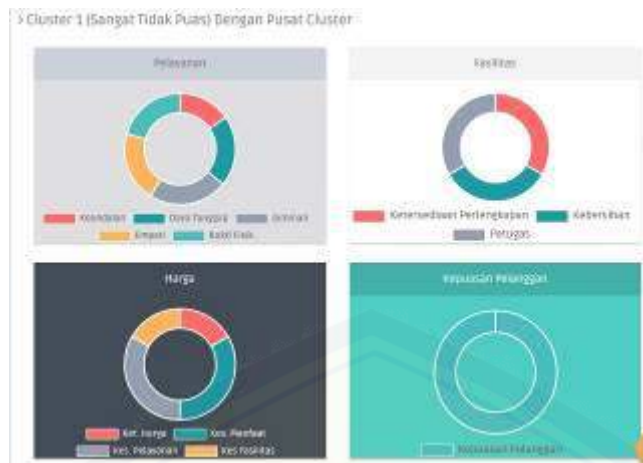 > Cluster 1 (Sangat Tidak Puas) Dengan Pusat Cluster
Pelayanan
Fasilitas
Keandalan Daya Tanggap Jaminan
Empati Bukti Fisik
Ketersediaan Perlengkapan Kebersihan
Petugas
Harga
Kepuasan Pelanggan
Ket. Harga Kes. Manfaat
Kes. Pelayanan Kes Fasilitas
Kepuasan Pelanggan